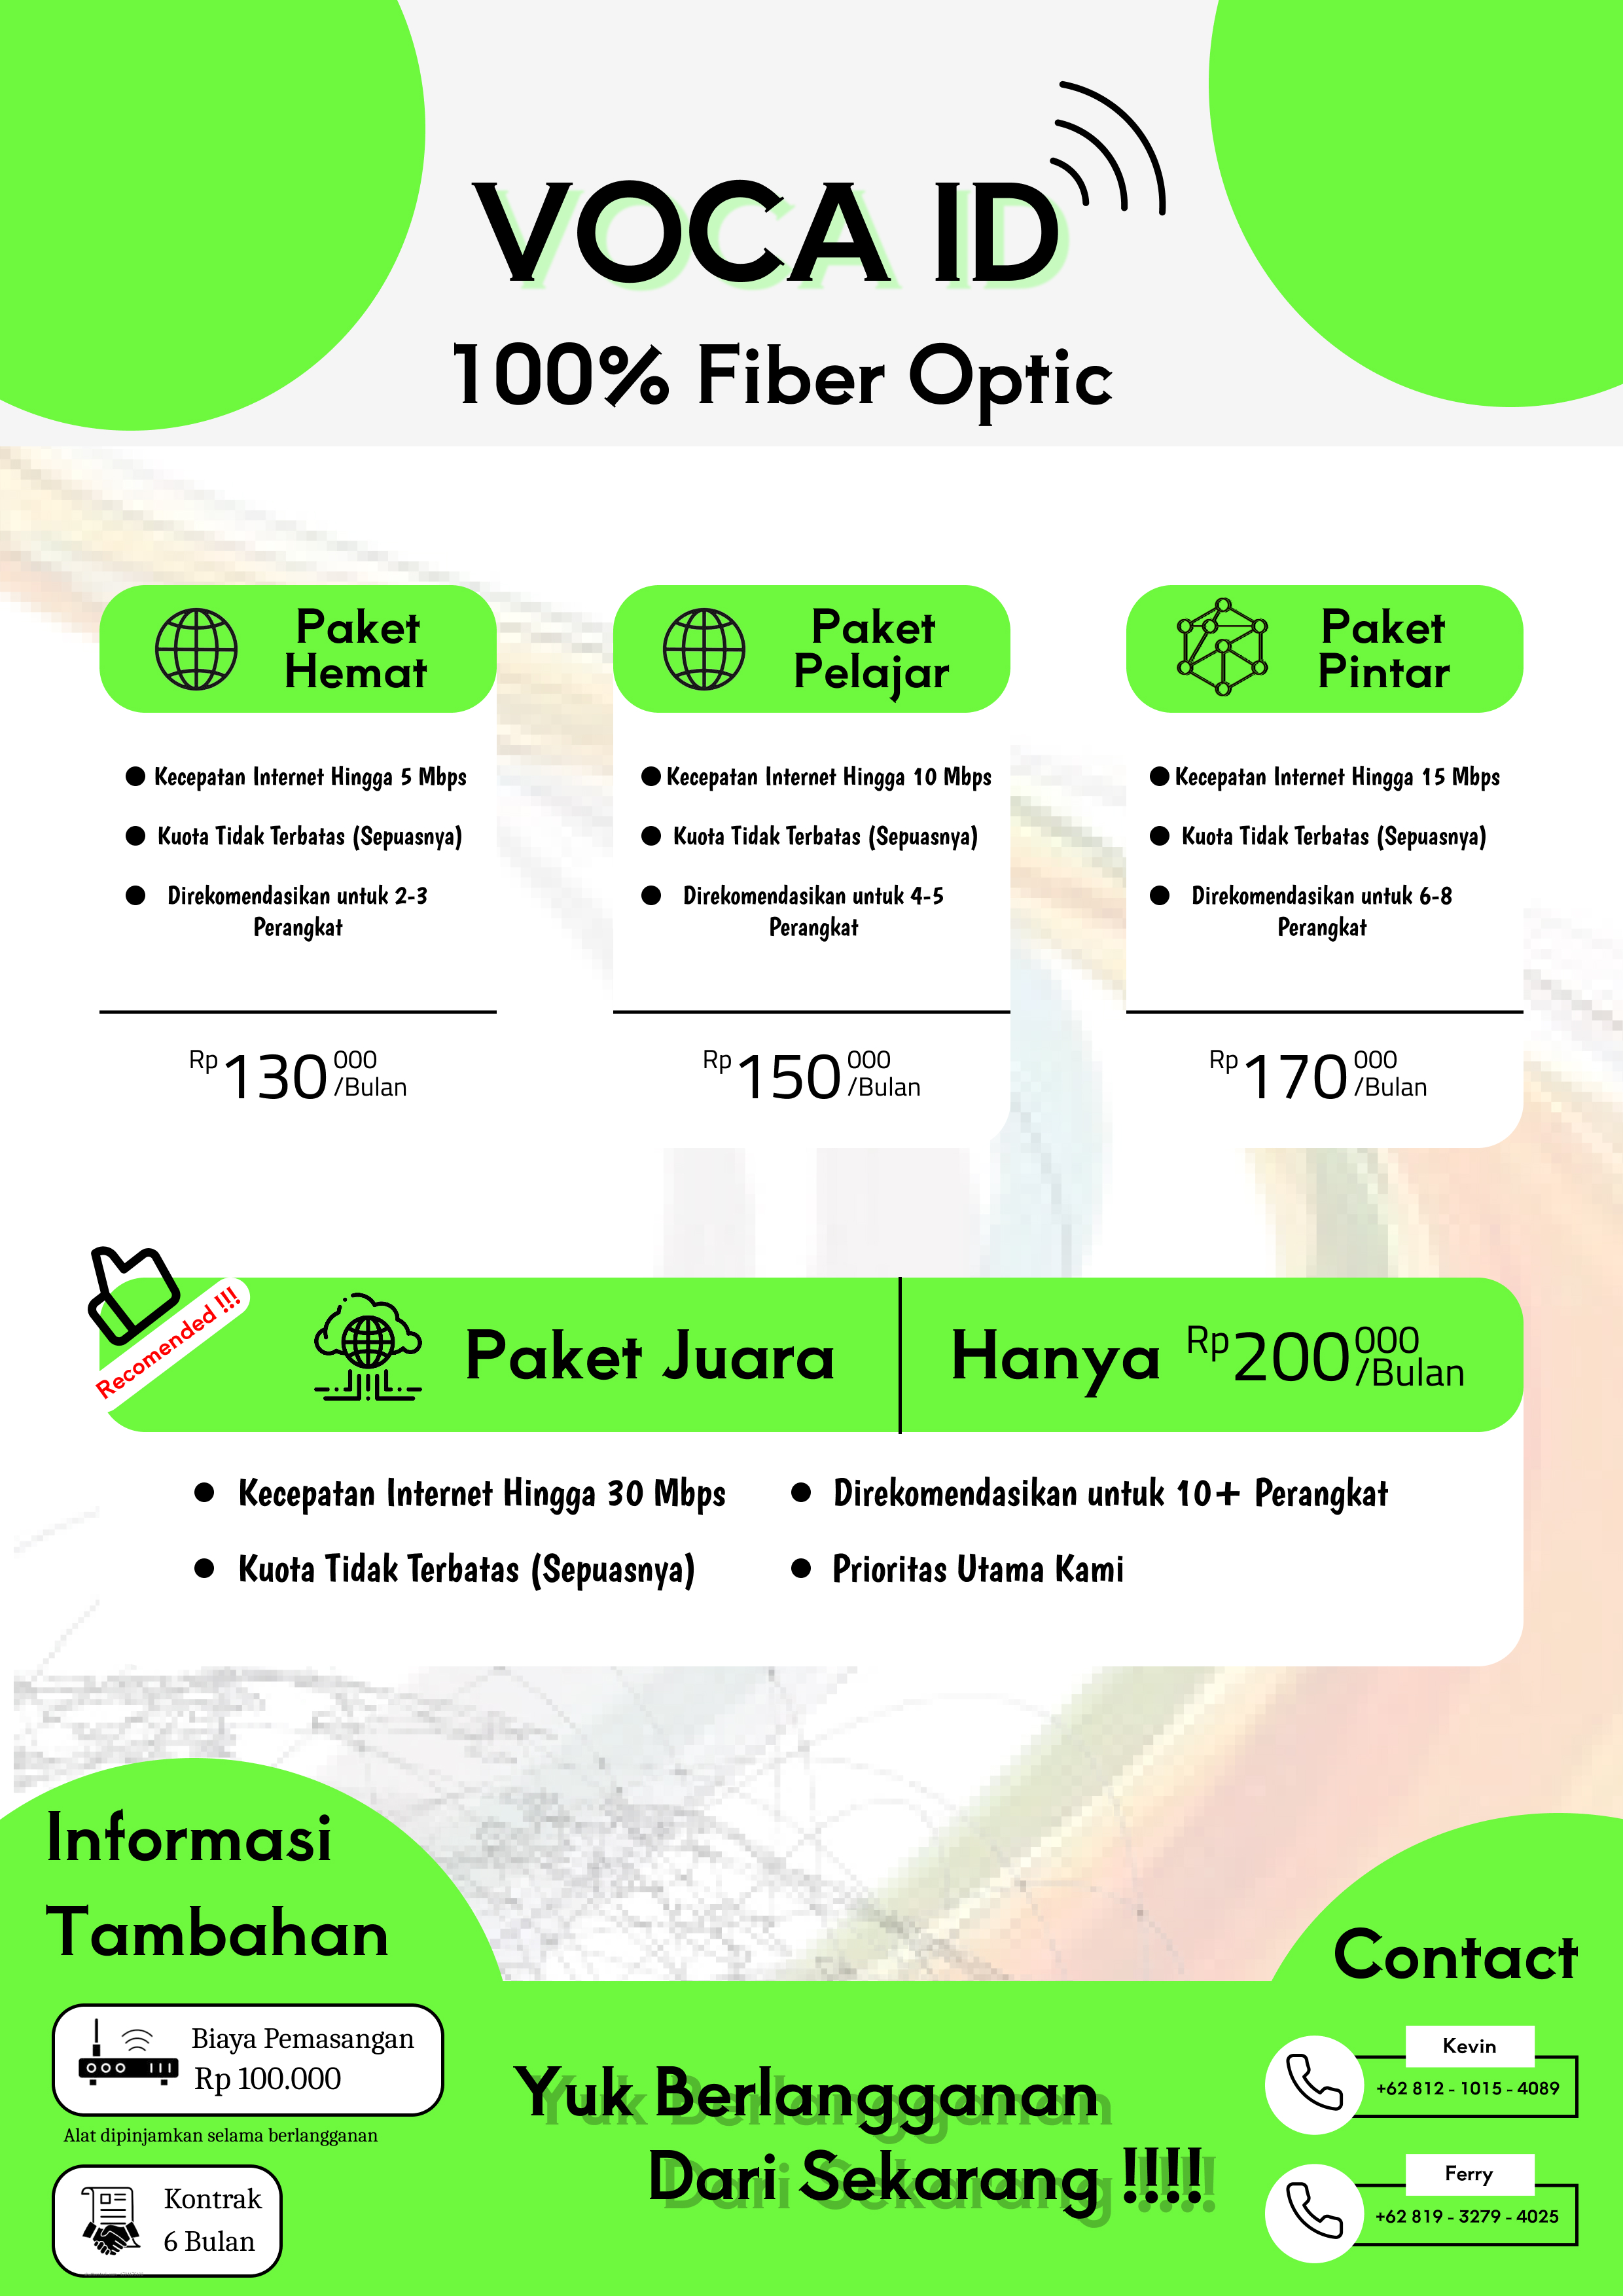 VOCA ID
100% Fiber Optic
Paket
Hemat
Kecepatan Internet Hingga 5 Mbps
Kuota Tidak Terbatas (Sepuasnya)
Direkomendasikan untuk 2-3
Perangkat
Rp 130 000
/Bulan
Paket
Pelajar
Kecepatan Internet Hingga 10 Mbps
Kuota Tidak Terbatas (Sepuasnya)
Direkomendasikan untuk 4-5
Perangkat
Rp 150 000
/Bulan
Paket
Pintar
Kecepatan Internet Hingga 15 Mbps
Kuota Tidak Terbatas (Sepuasnya)
Direkomendasikan untuk 6-8
Perangkat
Rp 170 000
/Bulan
Recomended !!!
Paket Juara
Hanya Rp 200 000
/Bulan
Kecepatan Internet Hingga 30 Mbps
Kuota Tidak Terbatas (Sepuasnya)
Direkomendasikan untuk 10+ Perangkat
Prioritas Utama Kami
Informasi
Tambahan
Biaya Pemasangan
Rp 100.000
Alat dipinjamkan selama berlangganan
Kontrak
6 Bulan
Yuk Berlangganan
Dari Sekarang !!!!
Contact
Kevin
+62 812 - 1015 - 4089
Ferry
+62 819 - 3279 - 4025